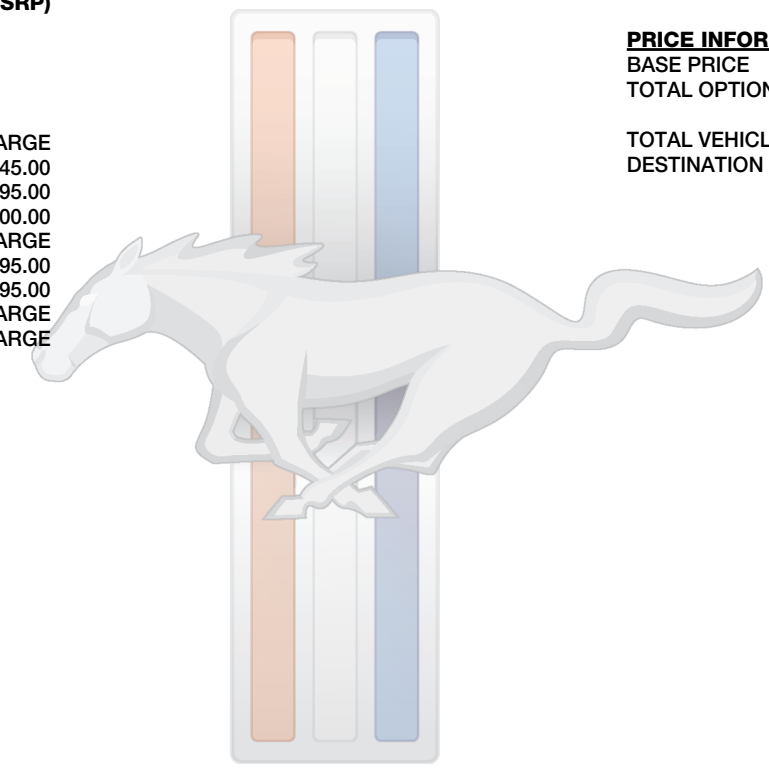 SRP)
ARGE
45.00
95.00
00.00
ARGE
95.00
95.00
ARGE
ARGE
PRICE INFOR
BASE PRICE
TOTAL OPTION
TOTAL VEHICL
DESTINATION